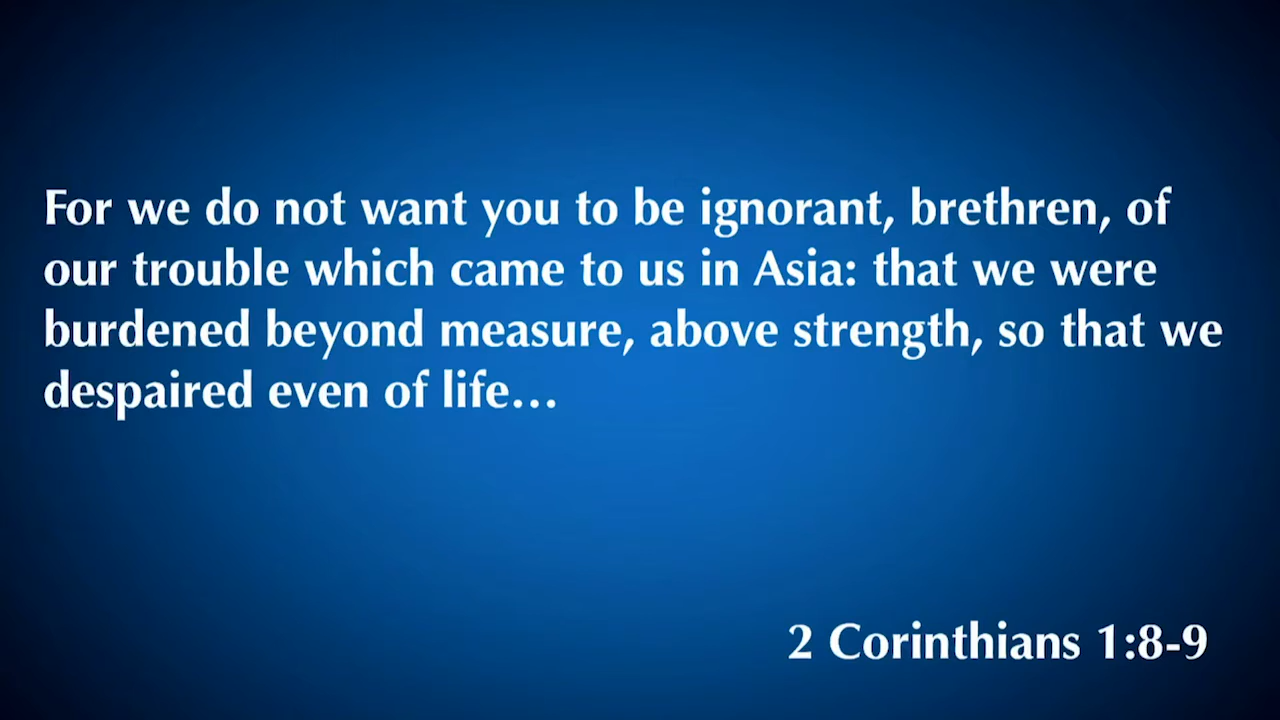 For we do not want you to be ignorant, brethren, of
our trouble which came to us in Asia: that we were
burdened beyond measure, above strength, so that we
despaired even of life…
2 Corinthians 1:8-9